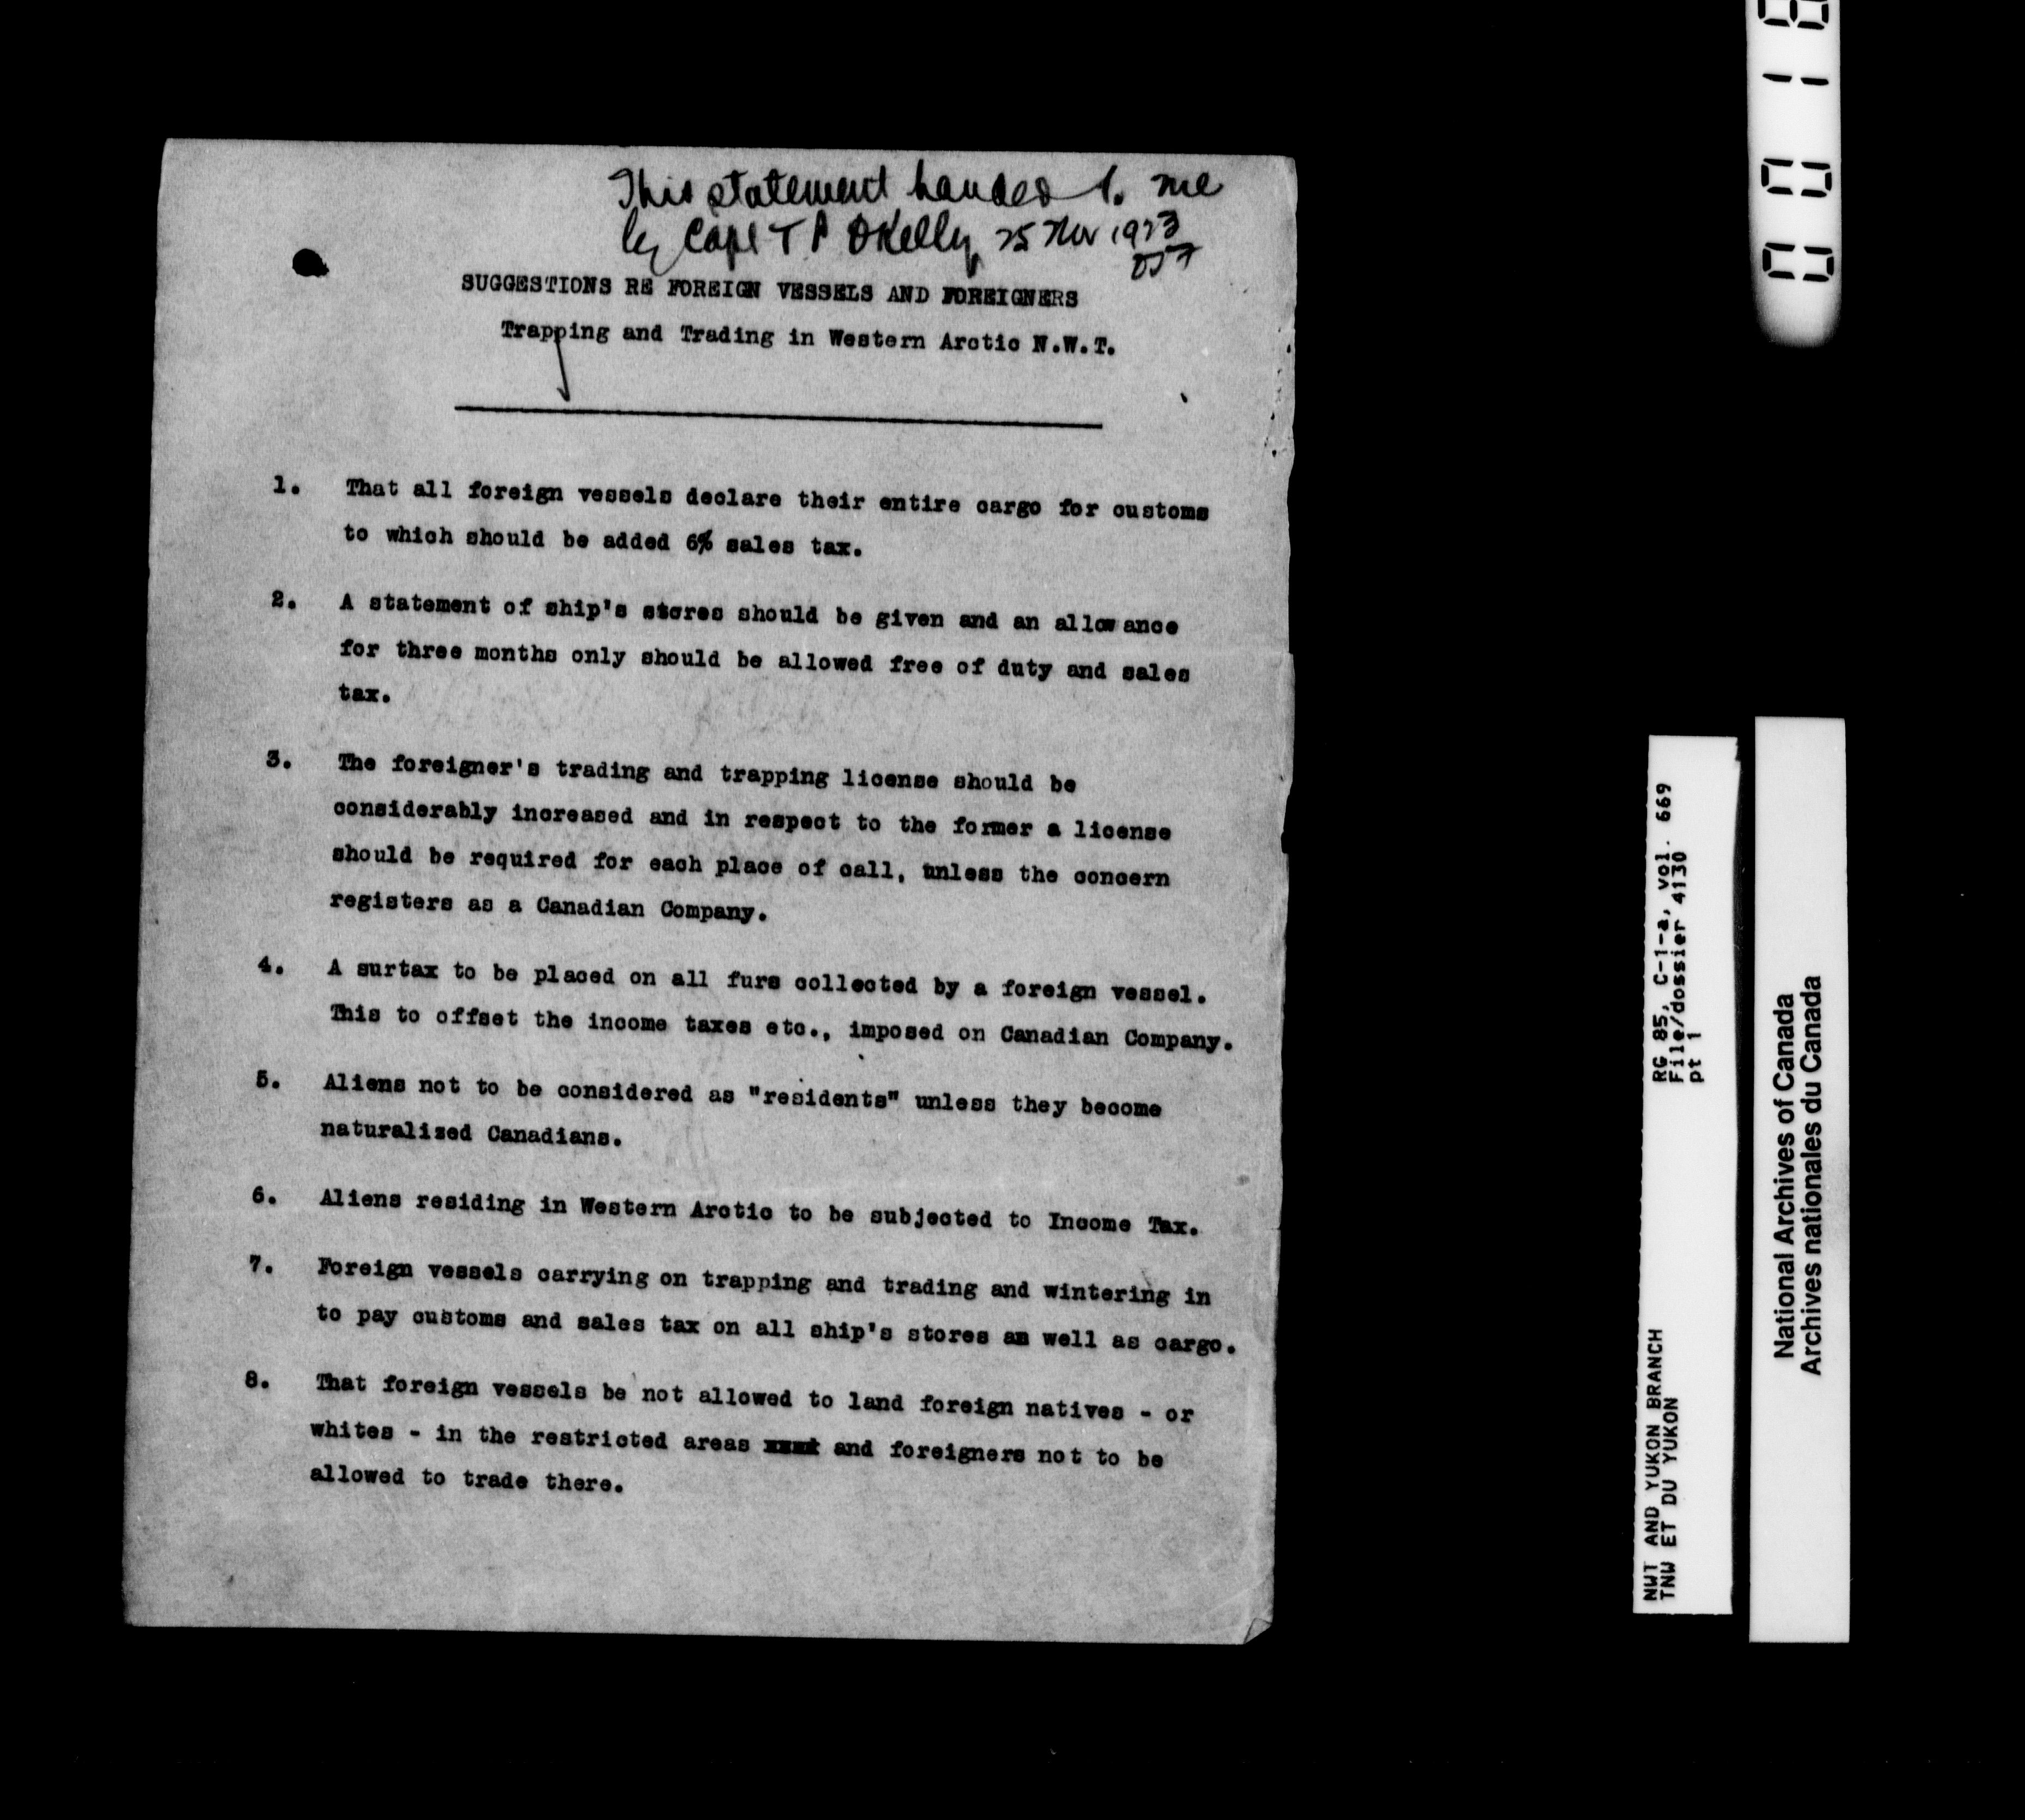 This statement handed to me
by Capt T P O'Kelly 25 Nov 1923
SUGGESTIONS RE FOREIGN VESSELS AND FOREIGNERS
Trapping and Trading in Western Arctic N.W.T.
1. That all foreign vessels declare their entire cargo for customs
to which should be added 6% sales tax.
2. A statement of ship's stores should be given and an allowance
for three months only should be allowed free of duty and sales
tax.
3. The foreigner's trading and trapping license should be
considerably increased and in respect to the former a license
should be required for each place of call, unless the concern
registers as a Canadian Company.
4. A surtax to be placed on all furs collected by a foreign vessel.
This to offset the income taxes etc., imposed on Canadian Company.
5. Aliens not to be considered as "residents" unless they become
naturalized Canadians.
6. Aliens residing in Western Arctic to be subjected to Income Tax.
7. Foreign vessels carrying on trapping and trading and wintering in
to pay customs and sales tax on all ship's stores as well as cargo.
8. That foreign vessels be not allowed to land foreign natives - or
whites - in the restricted areas and foreigners not to be
allowed to trade there.
NWT AND YUKON BRANCH
TNW ET DU YUKON
RG 85, C-1-a, vol. 669
File/dossier 4130
pt 1
National Archives of Canada
Archives nationales du Canada